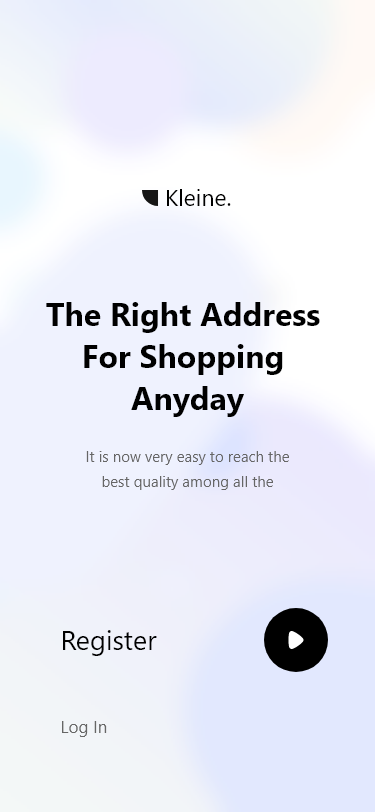 Kleine.
The Right Address
For Shopping
Anyday
It is now very easy to reach the
best quality among all the
Register
Log In